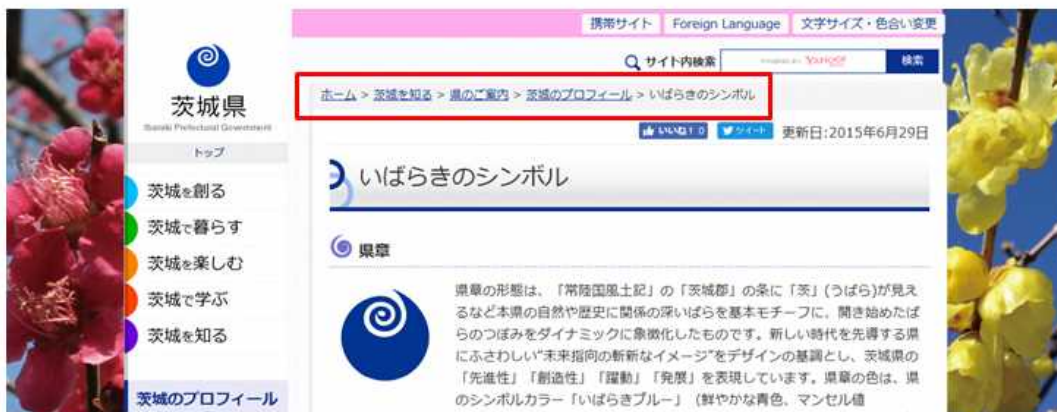 携帯サイト Foreign Language 文字サイズ・色合い変更
サイト内検索 YAHOO! 検索
茨城県
Ibaraki Prefectural Government
ホーム > 茨城を知る > 県のご案内 > 茨城のプロフィール > いばらきのシンボル
いいね! 0 ツイート 更新日:2015年6月29日
トップ
茨城を創る
茨城で暮らす
茨城を楽しむ
茨城で学ぶ
茨城を知る
茨城のプロフィール
いばらきのシンボル
県章
県章の形態は、「常陸国風土記」の「茨城郡」の条に「茨」(うばら)が見え
るなど本県の自然や歴史に関係の深いばらを基本モチーフに、開き始めたば
らのつぼみをダイナミックに象徴化したものです。新しい時代を先導する県
にふさわしい“未来指向の斬新なイメージ”をデザインの基調とし、茨城県の
「先進性」「創造性」「躍動」「発展」を表現しています。県章の色は、県
のシンボルカラー「いばらきブルー」(鮮やかな青色、マンセル値